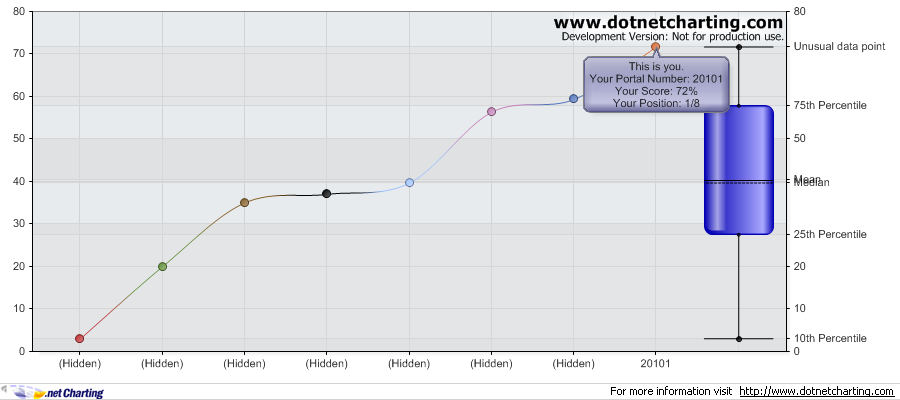 80
80
www.dotnetcharting.com
Development Version: Not for production use.
70
Unusual data point
This is you.
Your Portal Number: 20101
Your Score: 72%
Your Position: 1/8
60
75th Percentile
50
50
40
Mean
Median
30
25th Percentile
20
20
10
10
10th Percentile
0
0
(Hidden) (Hidden) (Hidden) (Hidden) (Hidden) (Hidden) (Hidden) 20101
.net Charting
For more information visit http://www.dotnetcharting.com